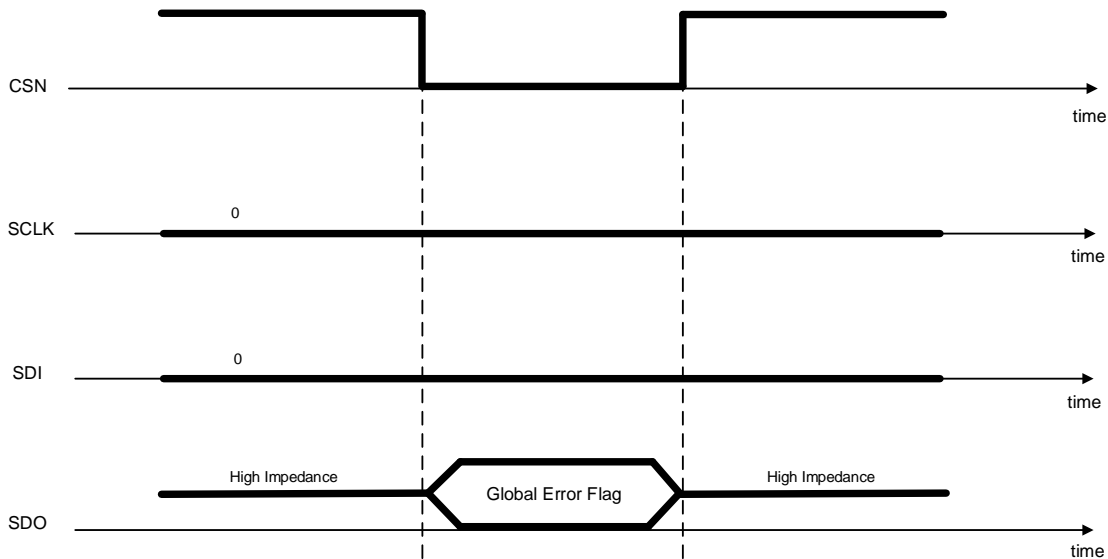 CSN
time
0
SCLK
time
0
SDI
time
High Impedance
Global Error Flag
High Impedance
SDO
time